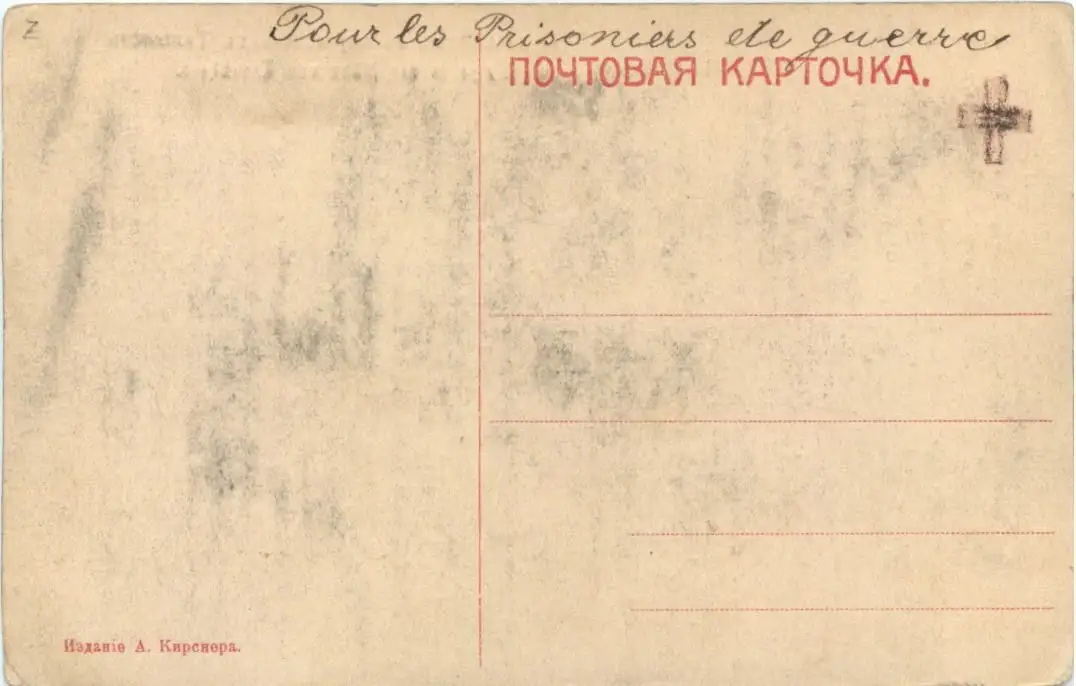 Z
Pour les Prisoniers de guerre
ПОЧТОВАЯ КАРТОЧКА.
Изданіе А. Кирснера.